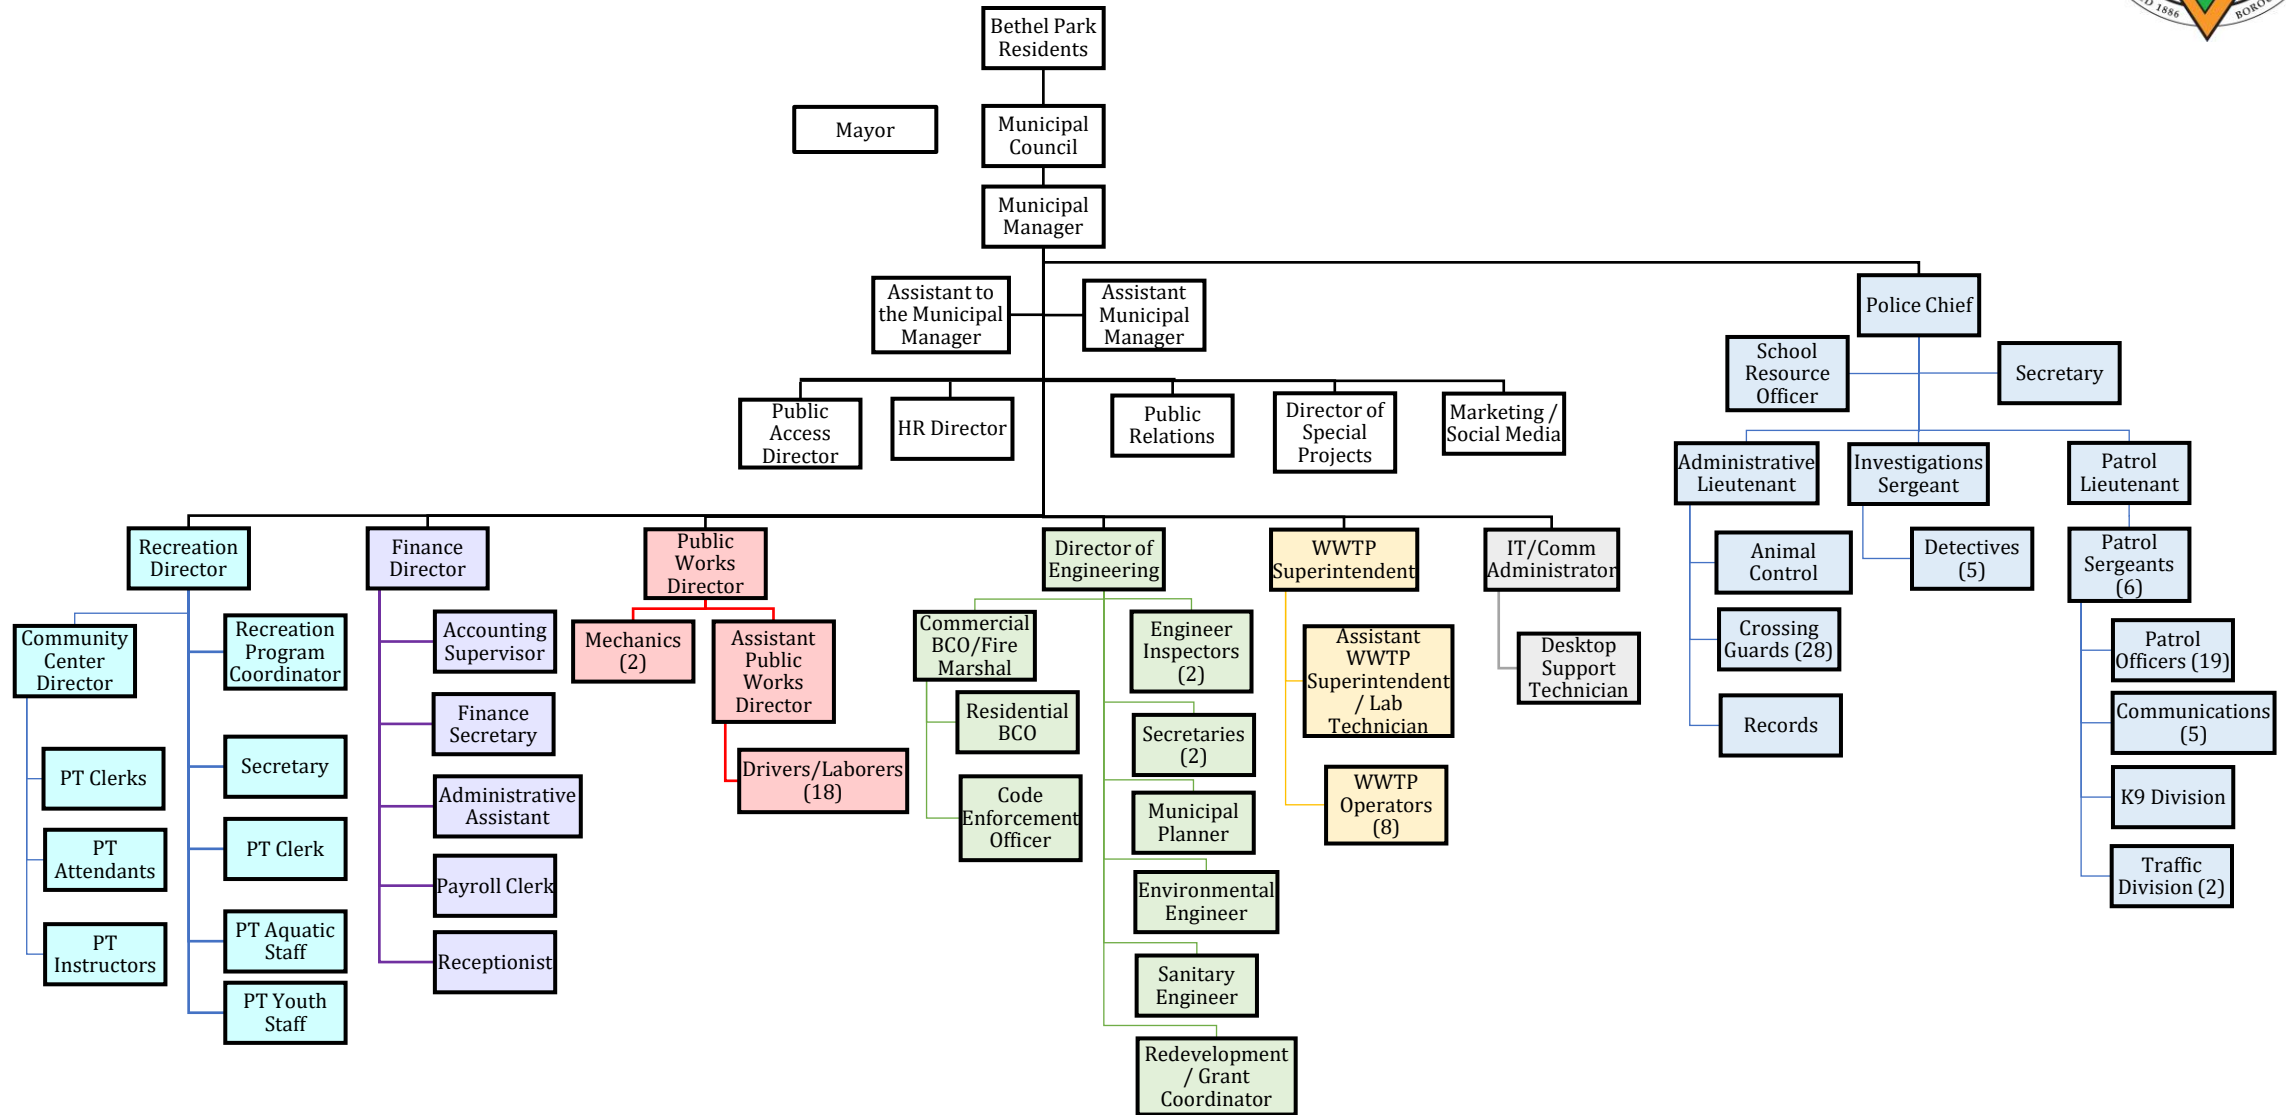 D 1886
BORO
Bethel Park
Residents
Mayor
Municipal
Council
Municipal
Manager
Assistant to
the Municipal
Manager
Assistant
Municipal
Manager
Police Chief
School
Resource
Officer
Secretary
Public
Access
Director
HR Director
Public
Relations
Director of
Special
Projects
Marketing /
Social Media
Administrative
Lieutenant
Investigations
Sergeant
Patrol
Lieutenant
Recreation
Director
Finance
Director
Public
Works
Director
Director of
Engineering
WWTP
Superintendent
IT/Comm
Administrator
Animal
Control
Detectives
(5)
Patrol
Sergeants
(6)
Community
Center
Director
Recreation
Program
Coordinator
Accounting
Supervisor
Mechanics
(2)
Assistant
Public
Works
Director
Commercial
BCO/Fire
Marshal
Engineer
Inspectors
(2)
Assistant
WWTP
Superintendent
/ Lab
Technician
Desktop
Support
Technician
Crossing
Guards (28)
Patrol
Officers (19)
Finance
Secretary
Residential
BCO
Secretaries
(2)
Records
Communications
(5)
PT Clerks
Secretary
Administrative
Assistant
Drivers/Laborers
(18)
Code
Enforcement
Officer
Municipal
Planner
WWTP
Operators
(8)
K9 Division
PT
Attendants
PT Clerk
Payroll Clerk
Environmental
Engineer
Traffic
Division (2)
PT
Instructors
PT Aquatic
Staff
Receptionist
Sanitary
Engineer
PT Youth
Staff
Redevelopment
/ Grant
Coordinator